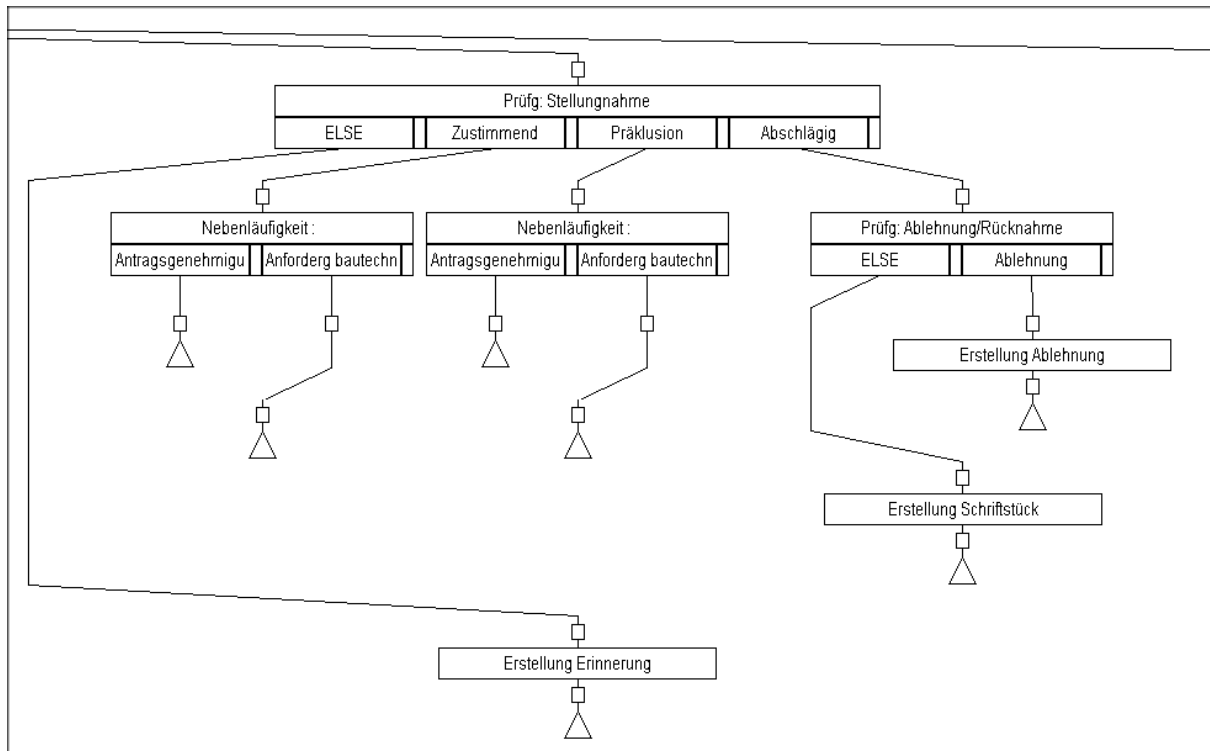 Prüfg: Stellungnahme
ELSE Zustimmend Präklusion Abschlägig
Nebenläufigkeit : Nebenläufigkeit : Prüfg: Ablehnung/Rücknahme
Antragsgenehmigu Anforderg bautechn Antragsgenehmigu Anforderg bautechn ELSE Ablehnung
Erstellung Ablehnung
Erstellung Schriftstück
Erstellung Erinnerung